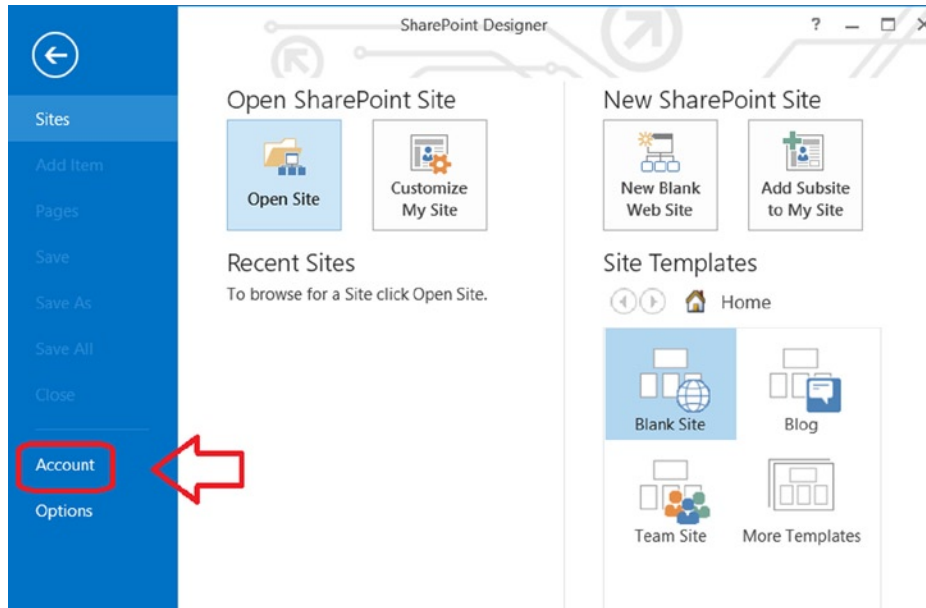 SharePoint Designer
?
Sites
Add Item
Pages
Save
Save As
Save All
Close
Account
Options
Open SharePoint Site
Open Site
Customize
My Site
Recent Sites
To browse for a Site click Open Site.
New SharePoint Site
New Blank
Web Site
Add Subsite
to My Site
Site Templates
Home
Blank Site
Blog
Team Site
More Templates